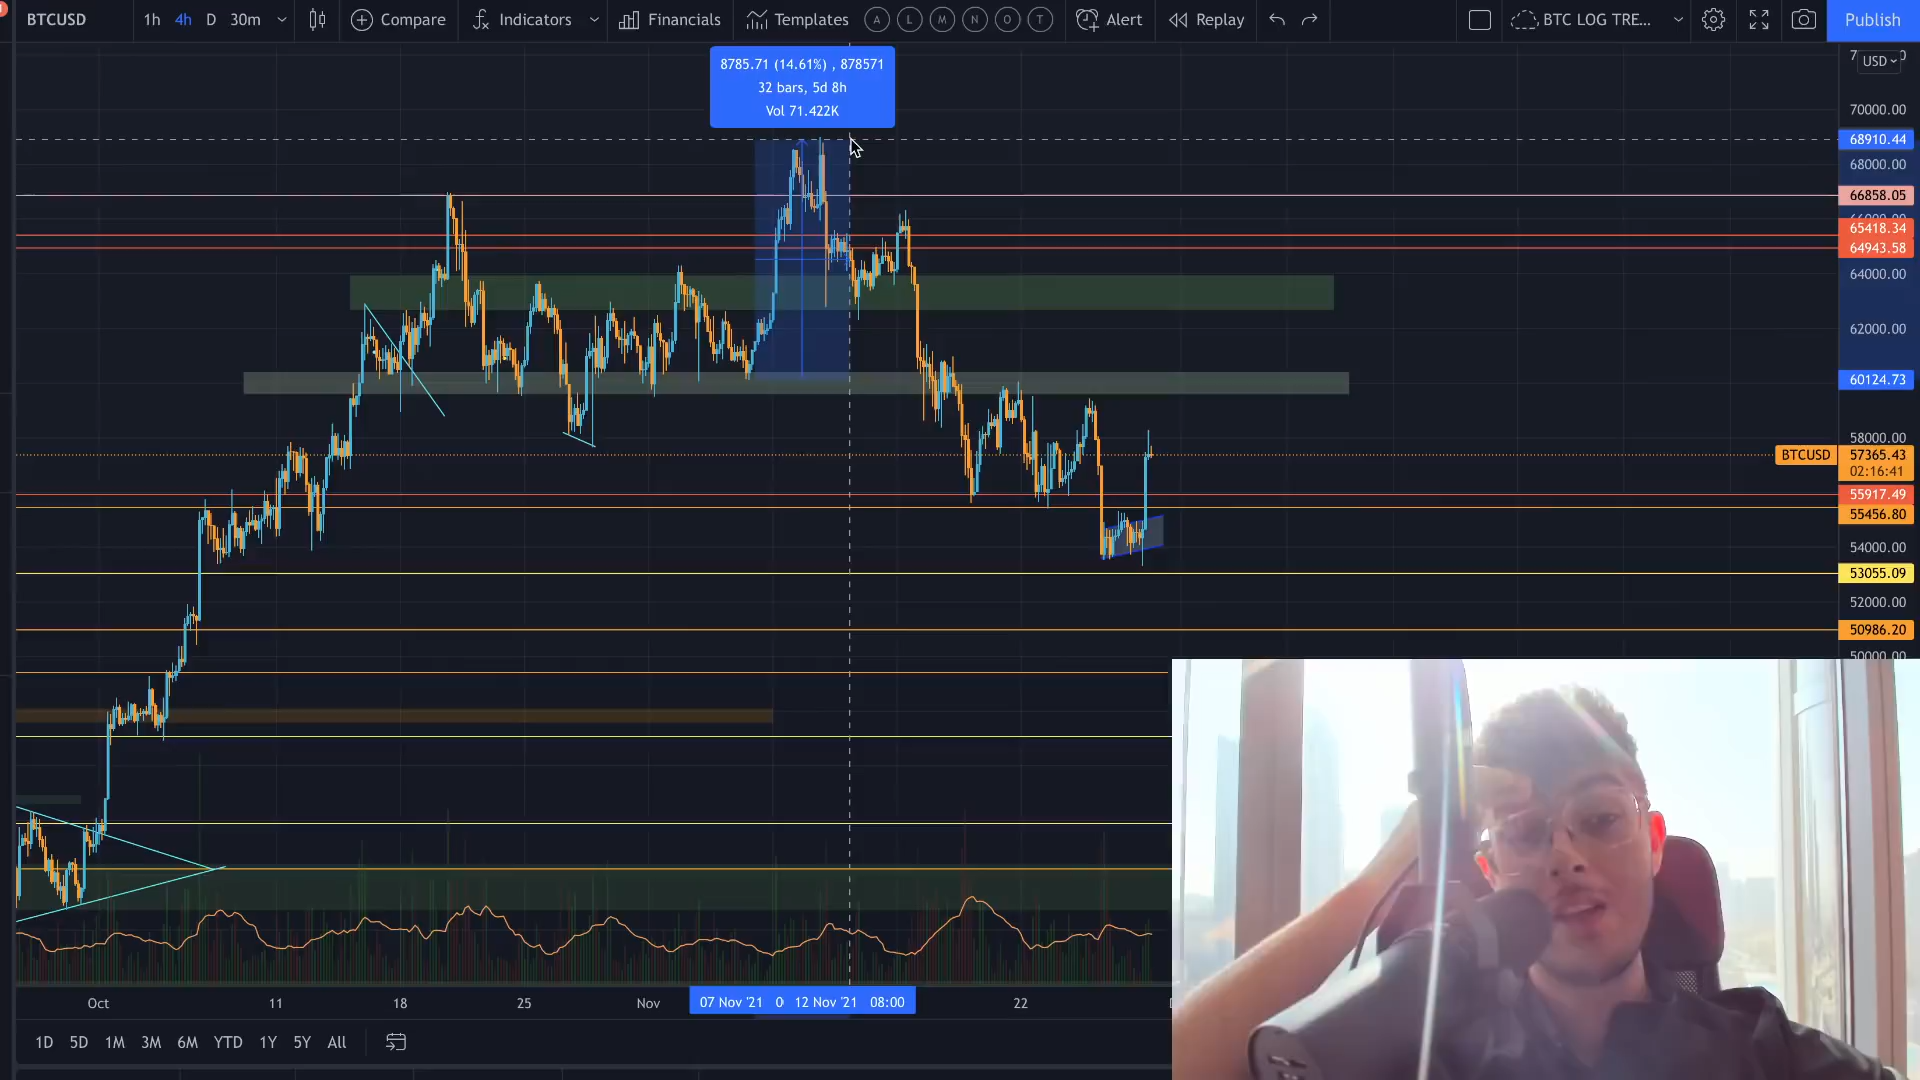 BTCUSD 1h 4h D 30m Compare Indicators Financials Templates A L M N O T Alert Replay BTC LOG TRE... Publish
8785.71 (14.61%) , 878571
32 bars, 5d 8h
Vol 71.422K
USD
70000.00
68910.44
68000.00
66858.05
66000.00
65418.34
64943.58
64000.00
62000.00
60124.73
58000.00
BTCUSD 57365.43
02:16:41
55917.49
55456.80
54000.00
53055.09
52000.00
50986.20
50000.00
Oct 11 18 25 Nov 07 Nov '21 0 12 Nov '21 08:00 22
1D 5D 1M 3M 6M YTD 1Y 5Y All